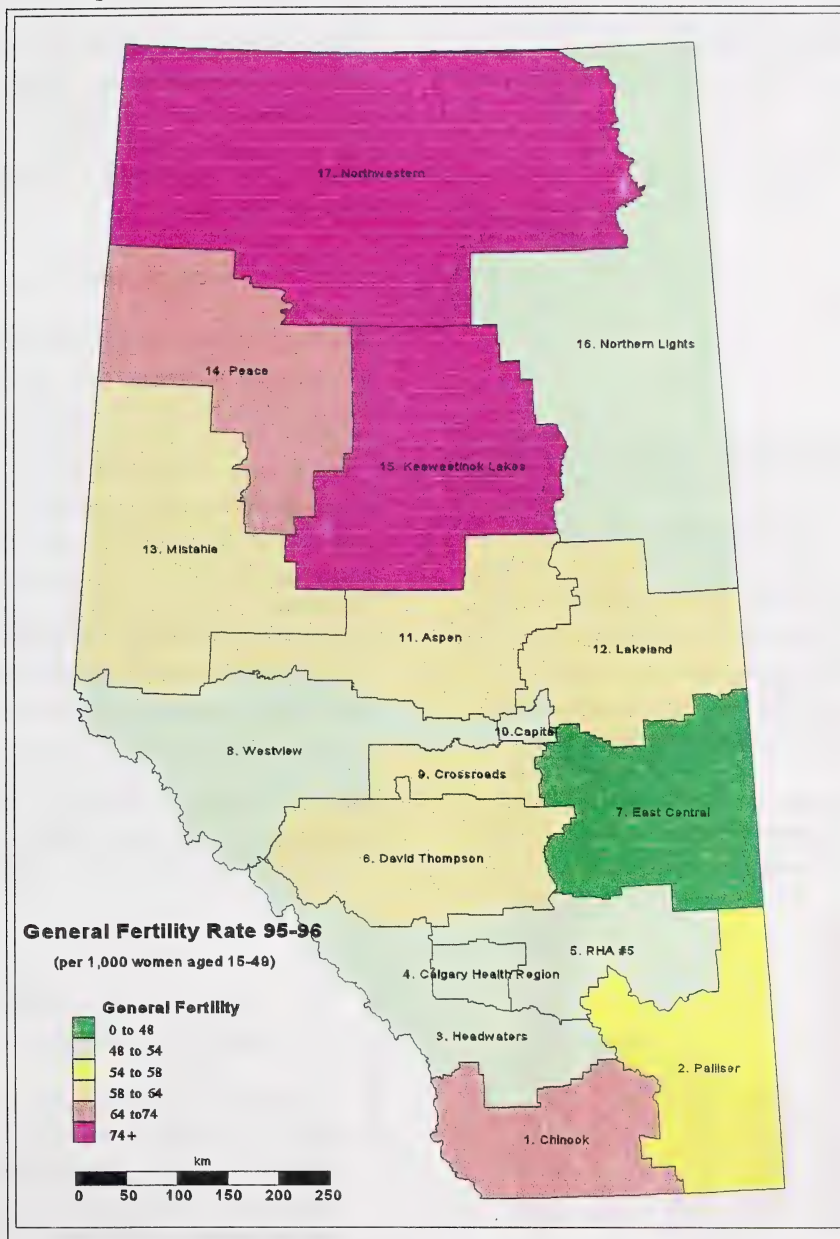 17. Northwestern
16. Northern Lights
14. Peace
15. Keeweetinok Lakes
13. Mistahia
11. Aspen
12. Lakeland
10.Capital
8. Westview
9. Crossroads
7. East Central
6. David Thompson
General Fertility Rate 95-96
(per 1,000 women aged 15-49)
5. RHA #5
4. Calgary Health Region
3. Headwaters
2. Palliser
1. Chinook
General Fertility
0 to 48
48 to 54
54 to 58
58 to 64
64 to74
74+
km
0 50 100 150 200 250